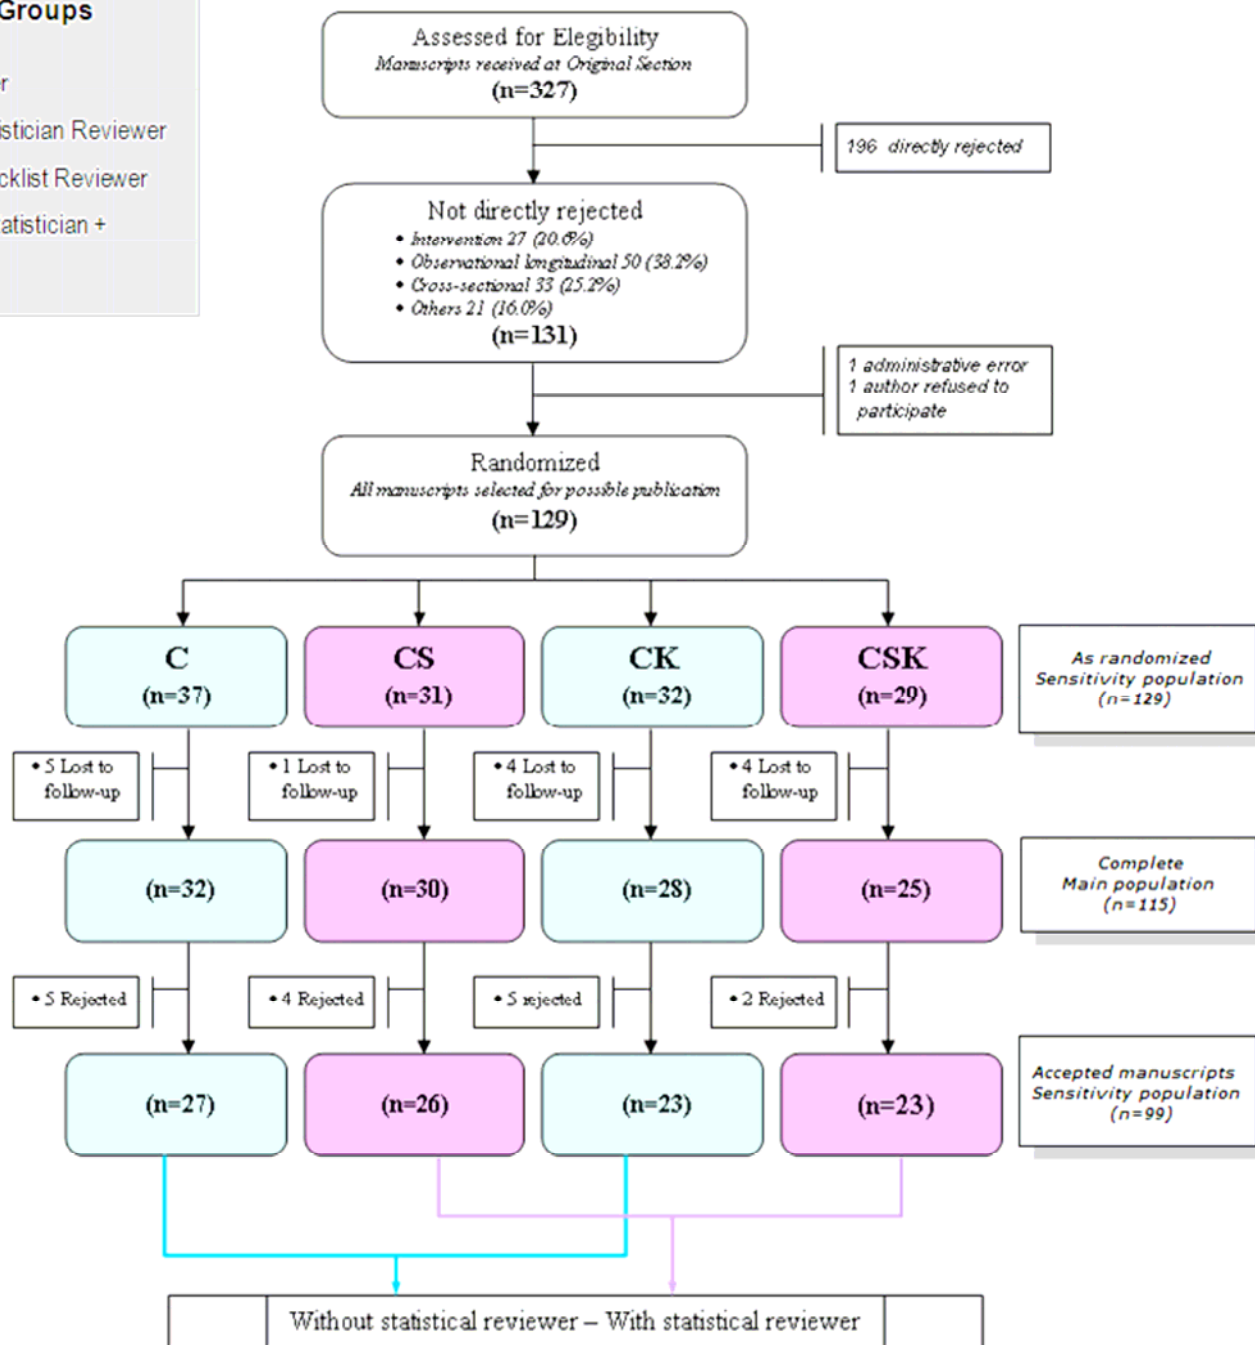 Groups
r
istician Reviewer
cklist Reviewer
tatistician +
Assessed for Elegibility
Manuscripts received at Original Section
(n=327)
196 directly rejected
Not directly rejected
• Intervention 27 (20.6%)
• Observational longitudinal 50 (38.2%)
• Cross-sectional 33 (25.2%)
• Others 21 (16.0%)
(n=131)
1 administrative error
1 author refused to
participate
Randomized
All manuscripts selected for possible publication
(n=129)
C
(n=37)
CS
(n=31)
CK
(n=32)
CSK
(n=29)
As randomized
Sensitivity population
(n=129)
• 5 Lost to
follow-up
• 1 Lost to
follow-up
• 4 Lost to
follow-up
• 4 Lost to
follow-up
(n=32)
(n=30)
(n=28)
(n=25)
Complete
Main population
(n=115)
• 5 Rejected
• 4 Rejected
• 5 rejected
• 2 Rejected
(n=27)
(n=26)
(n=23)
(n=23)
Accepted manuscripts
Sensitivity population
(n=99)
Without statistical reviewer – With statistical reviewer